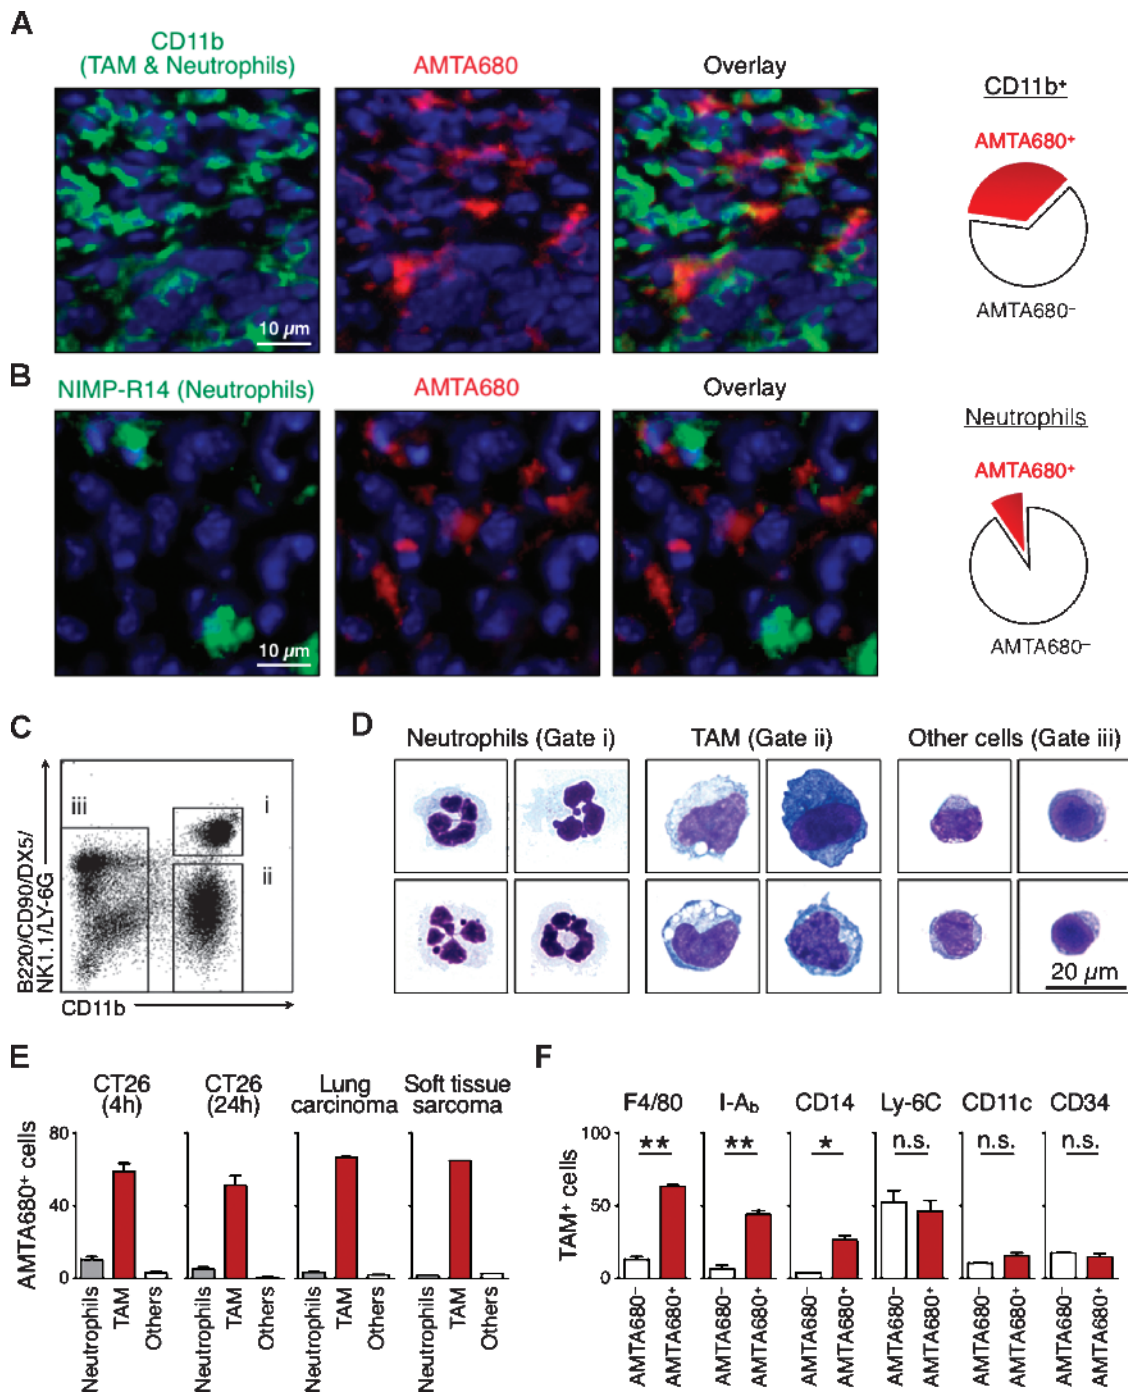 A
CD11b
(TAM & Neutrophils)
AMTA680
Overlay
CD11b⁺
AMTA680⁺
AMTA680⁻
10 µm
B
NIMP-R14 (Neutrophils)
AMTA680
Overlay
Neutrophils
AMTA680⁺
AMTA680⁻
10 µm
C
B220/CD90/DX5/
NK1.1/LY-6G
iii
i
ii
CD11b
D
Neutrophils (Gate i)
TAM (Gate ii)
Other cells (Gate iii)
20 µm
E
CT26
(4h)
CT26
(24h)
Lung
carcinoma
Soft tissue
sarcoma
AMTA680⁺ cells
80
40
0
Neutrophils
TAM
Others
Neutrophils
TAM
Others
Neutrophils
TAM
Others
Neutrophils
TAM
Others
F
F4/80
I-Ab
CD14
Ly-6C
CD11c
CD34
TAM⁺ cells
100
50
0
**
**
*
n.s.
n.s.
n.s.
AMTA680⁻
AMTA680⁺
AMTA680⁻
AMTA680⁺
AMTA680⁻
AMTA680⁺
AMTA680⁻
AMTA680⁺
AMTA680⁻
AMTA680⁺
AMTA680⁻
AMTA680⁺